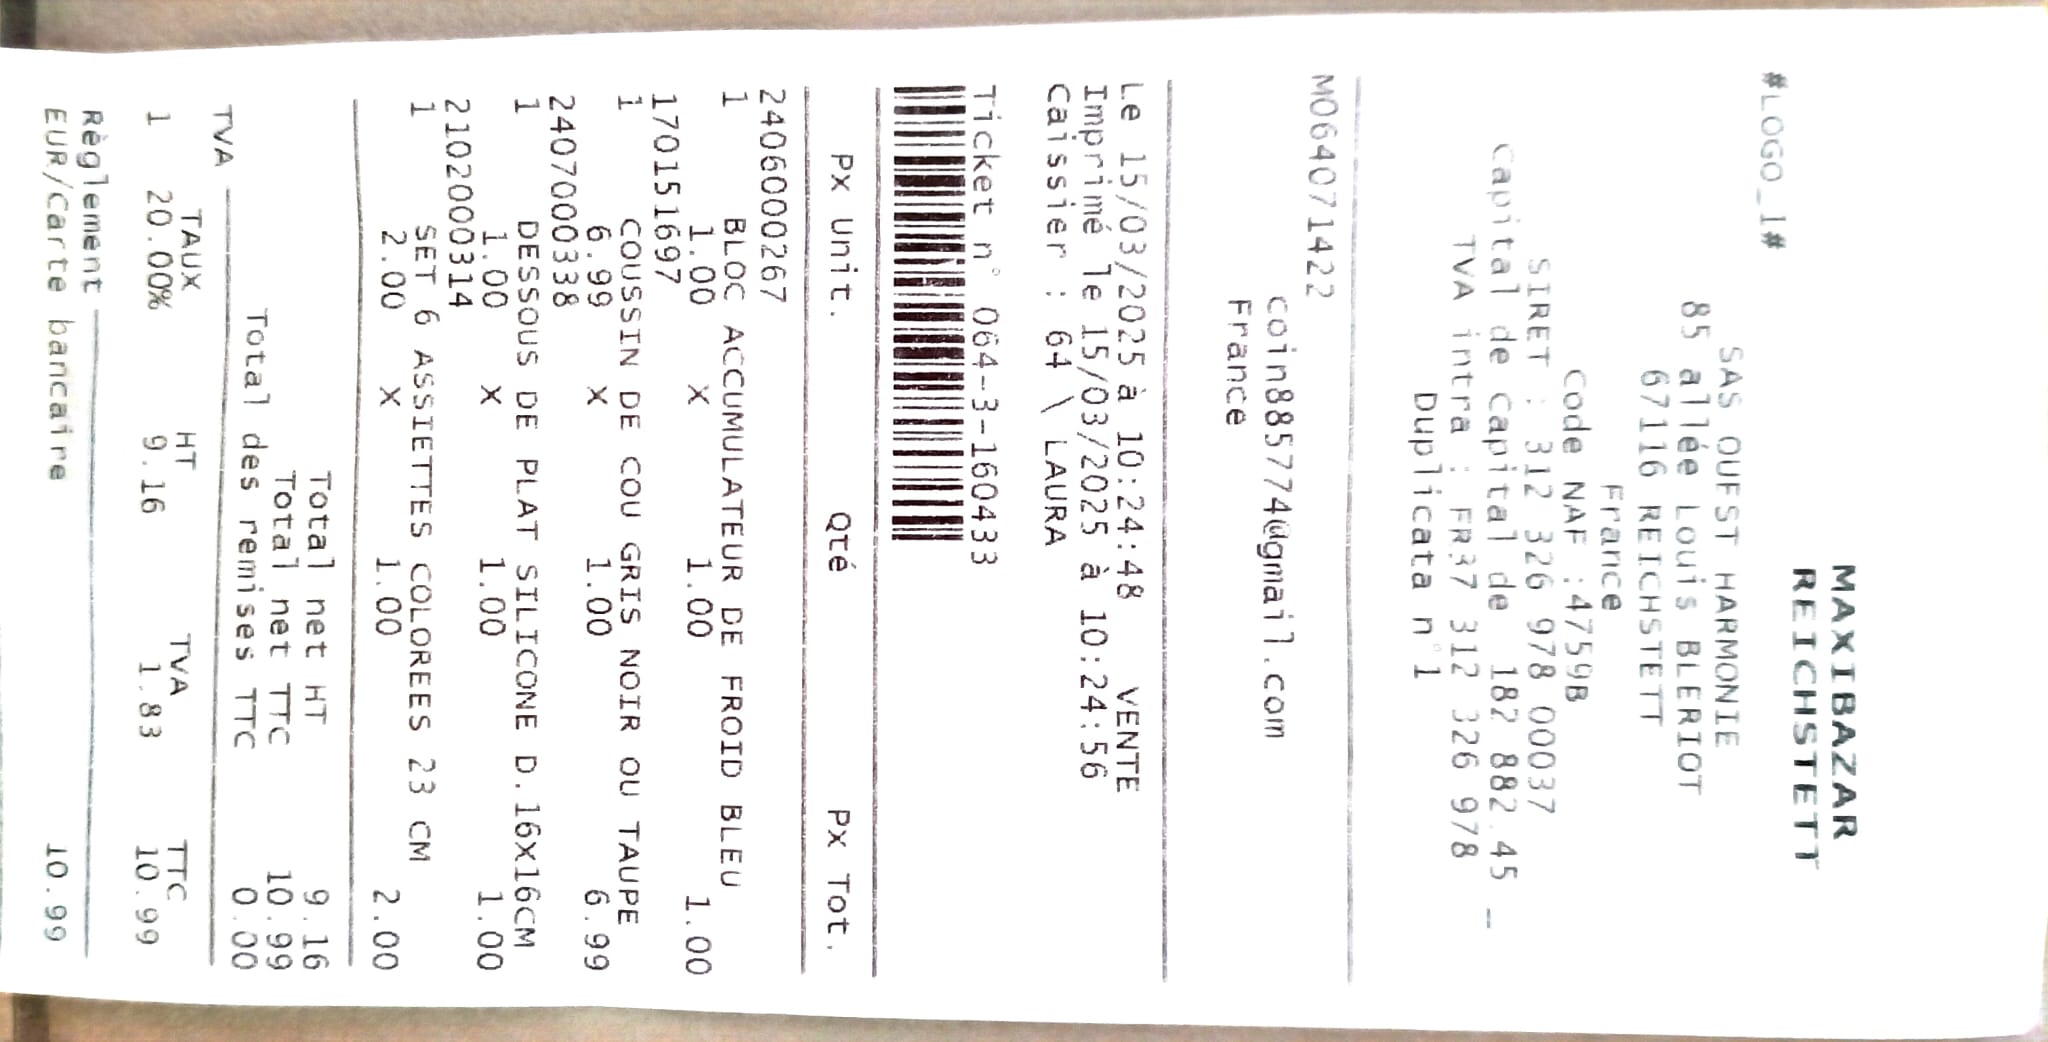 MAXIBAZAR
REICHSTETT
#LOGO_1#
SAS OUEST HARMONIE
85 allée Louis BLERIOT
67116 REICHSTETT
France
Code NAF :4759B
SIRET : 312 326 978 00037
Capital de Capital de 182 882.45 –
TVA intra : FR37 312 326 978
Duplicata n°1
M064071422
coin885774@gmail.com
France
Le 15/03/2025 à 10:24:48 VENTE
Imprimé le 15/03/2025 à 10:24:56
Caissier : 64 \ LAURA
Ticket n° 064-3-160433
Px Unit. Qté Px Tot.
2406000267
1 BLOC ACCUMULATEUR DE FROID BLEU
1.00 X 1.00 1.00
1701151697
1 COUSSIN DE COU GRIS NOIR OU TAUPE
6.99 X 1.00 6.99
2407000338
1 DESSOUS DE PLAT SILICONE D.16X16CM
1.00 X 1.00 1.00
2102000314
1 SET 6 ASSIETTES COLOREES 23 CM
2.00 X 1.00 2.00
Total net HT 9.16
Total net TTC 10.99
Total des remises TTC 0.00
TVA
TAUX HT TVA TTC
1 20.00% 9.16 1.83 10.99
Règlement
EUR/Carte bancaire 10.99